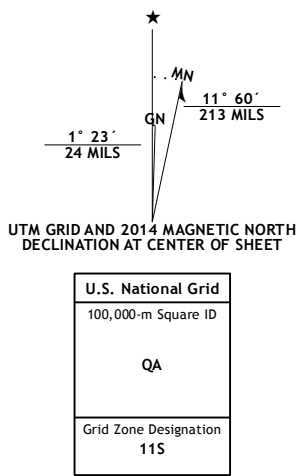 ★
MN
GN
11° 60´
213 MILS
1° 23´
24 MILS
UTM GRID AND 2014 MAGNETIC NORTH
DECLINATION AT CENTER OF SHEET
U.S. National Grid
100,000-m Square ID
QA
Grid Zone Designation
11S